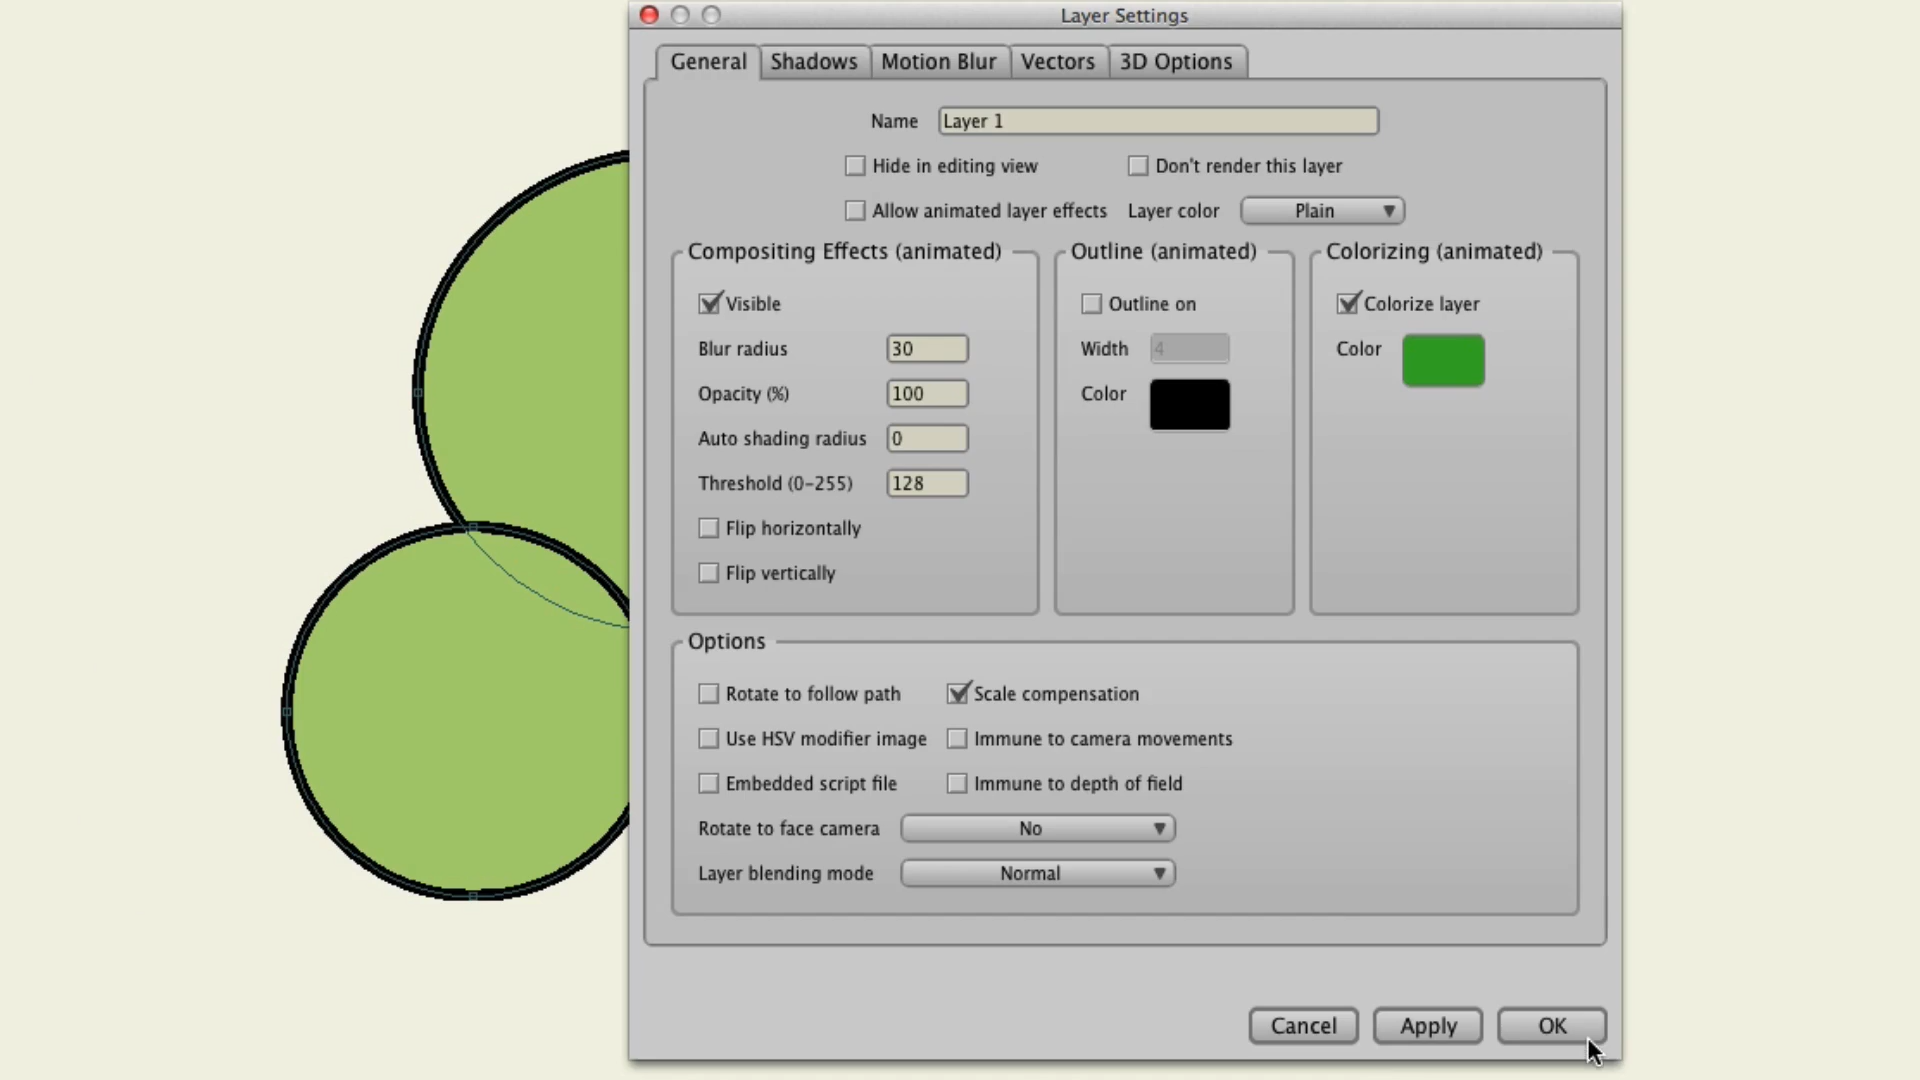 Layer Settings
General Shadows Motion Blur Vectors 3D Options
Name Layer 1
Hide in editing view Don't render this layer
Allow animated layer effects Layer color Plain
Compositing Effects (animated) Outline (animated) Colorizing (animated)
Visible Outline on Colorize layer
Blur radius 30 Width 4 Color
Opacity (%) 100 Color
Auto shading radius 0
Threshold (0-255) 128
Flip horizontally
Flip vertically
Options
Rotate to follow path Scale compensation
Use HSV modifier image Immune to camera movements
Embedded script file Immune to depth of field
Rotate to face camera No
Layer blending mode Normal
Cancel Apply OK